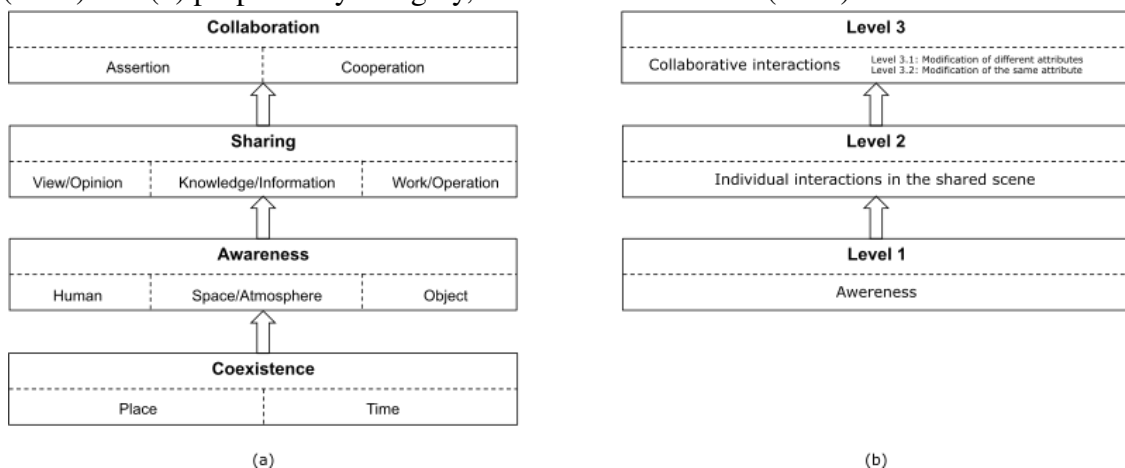 Collaboration
Assertion
Cooperation
Sharing
View/Opinion
Knowledge/Information
Work/Operation
Awareness
Human
Space/Atmosphere
Object
Coexistence
Place
Time
(a)
Level 3
Collaborative interactions
Level 3.1: Modification of different attributes
Level 3.2: Modification of the same attribute
Level 2
Individual interactions in the shared scene
Level 1
Awereness
(b)